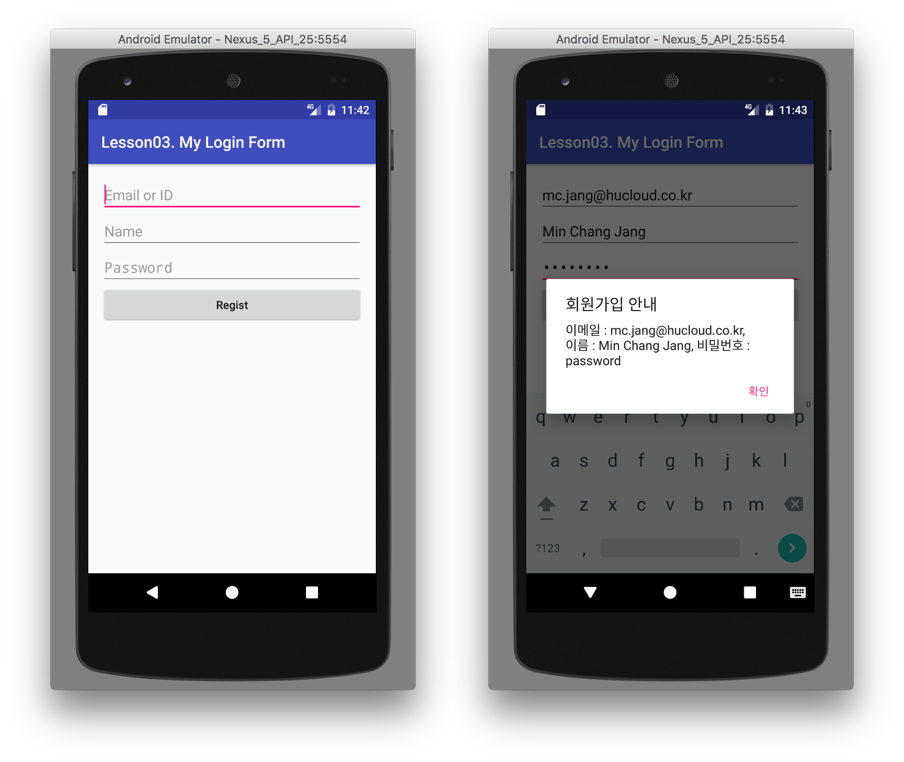 Android Emulator - Nexus_5_API_25:5554
4G 11:42
Lesson03. My Login Form
Email or ID
Name
Password
Regist
Android Emulator - Nexus_5_API_25:5554
4G 11:43
Lesson03. My Login Form
mc.jang@hucloud.co.kr
Min Chang Jang
••••••••
회원가입 안내
이메일 : mc.jang@hucloud.co.kr,
이름 : Min Chang Jang, 비밀번호 :
password
확인
0
q w e r t y u i o p
a s d f g h j k l
z x c v b n m
?123 , .